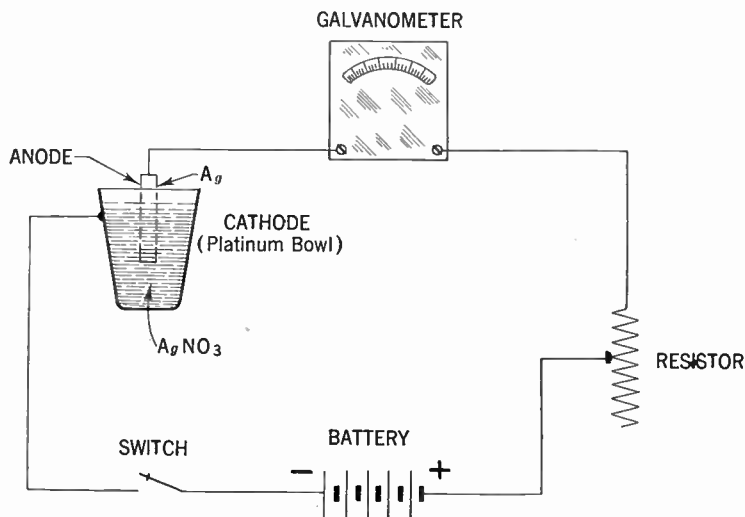 GALVANOMETER
ANODE
Ag
CATHODE
(Platinum Bowl)
AgNO3
RESISTOR
SWITCH
BATTERY
− +